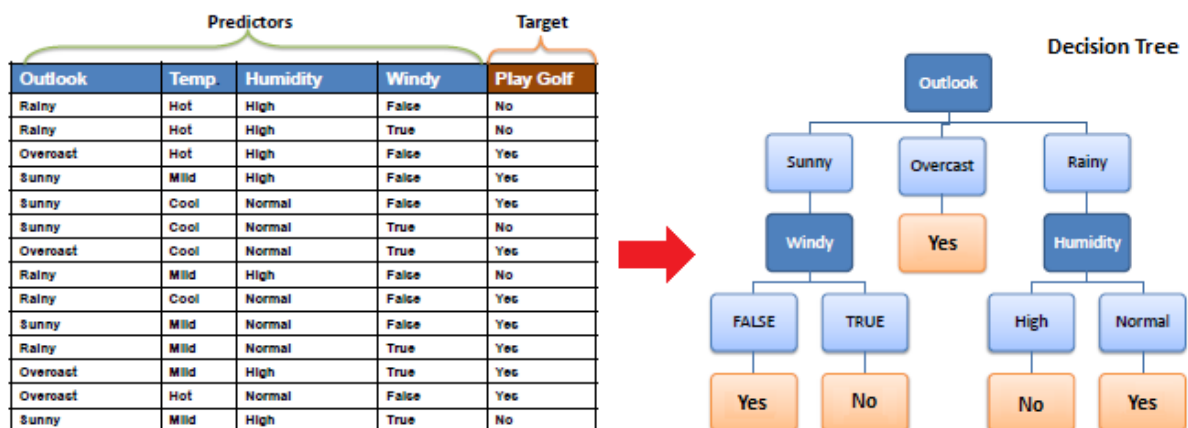 Predictors Target
Outlook Temp. Humidity Windy Play Golf
Rainy Hot High False No
Rainy Hot High True No
Overcast Hot High False Yes
Sunny Mild High False Yes
Sunny Cool Normal False Yes
Sunny Cool Normal True No
Overcast Cool Normal True Yes
Rainy Mild High False No
Rainy Cool Normal False Yes
Sunny Mild Normal False Yes
Rainy Mild Normal True Yes
Overcast Mild High True Yes
Overcast Hot Normal False Yes
Sunny Mild High True No
Decision Tree
Outlook
Sunny Overcast Rainy
Windy Yes Humidity
FALSE TRUE High Normal
Yes No No Yes